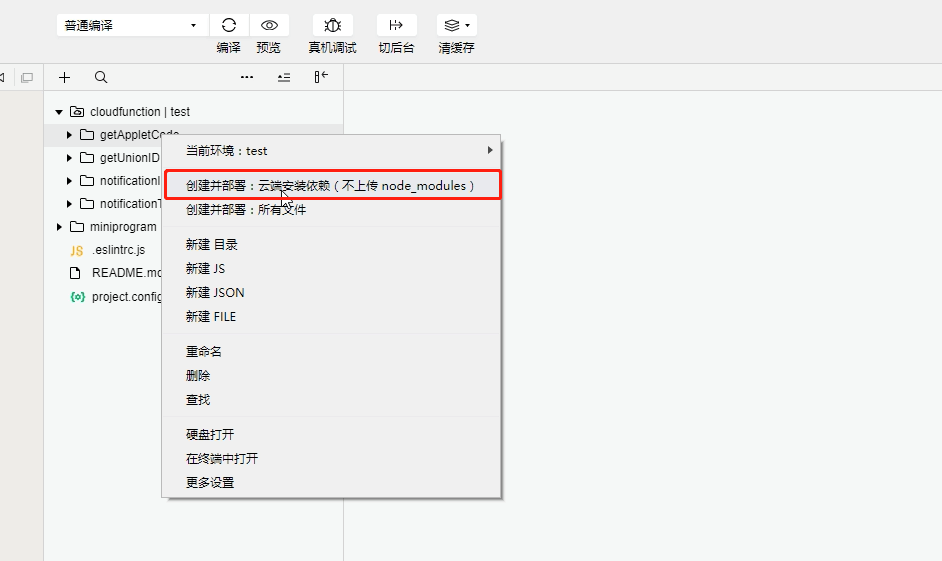 普通编译
编译 预览 真机调试 切后台 清缓存
cloudfunction | test
getAppletCode
当前环境：test
getUnionID
创建并部署：云端安装依赖（不上传 node_modules）
notificationI
创建并部署：所有文件
notificationT
miniprogram
新建 目录
JS .eslintrc.js
新建 JS
README.md
新建 JSON
project.config
新建 FILE
重命名
删除
查找
硬盘打开
在终端中打开
更多设置